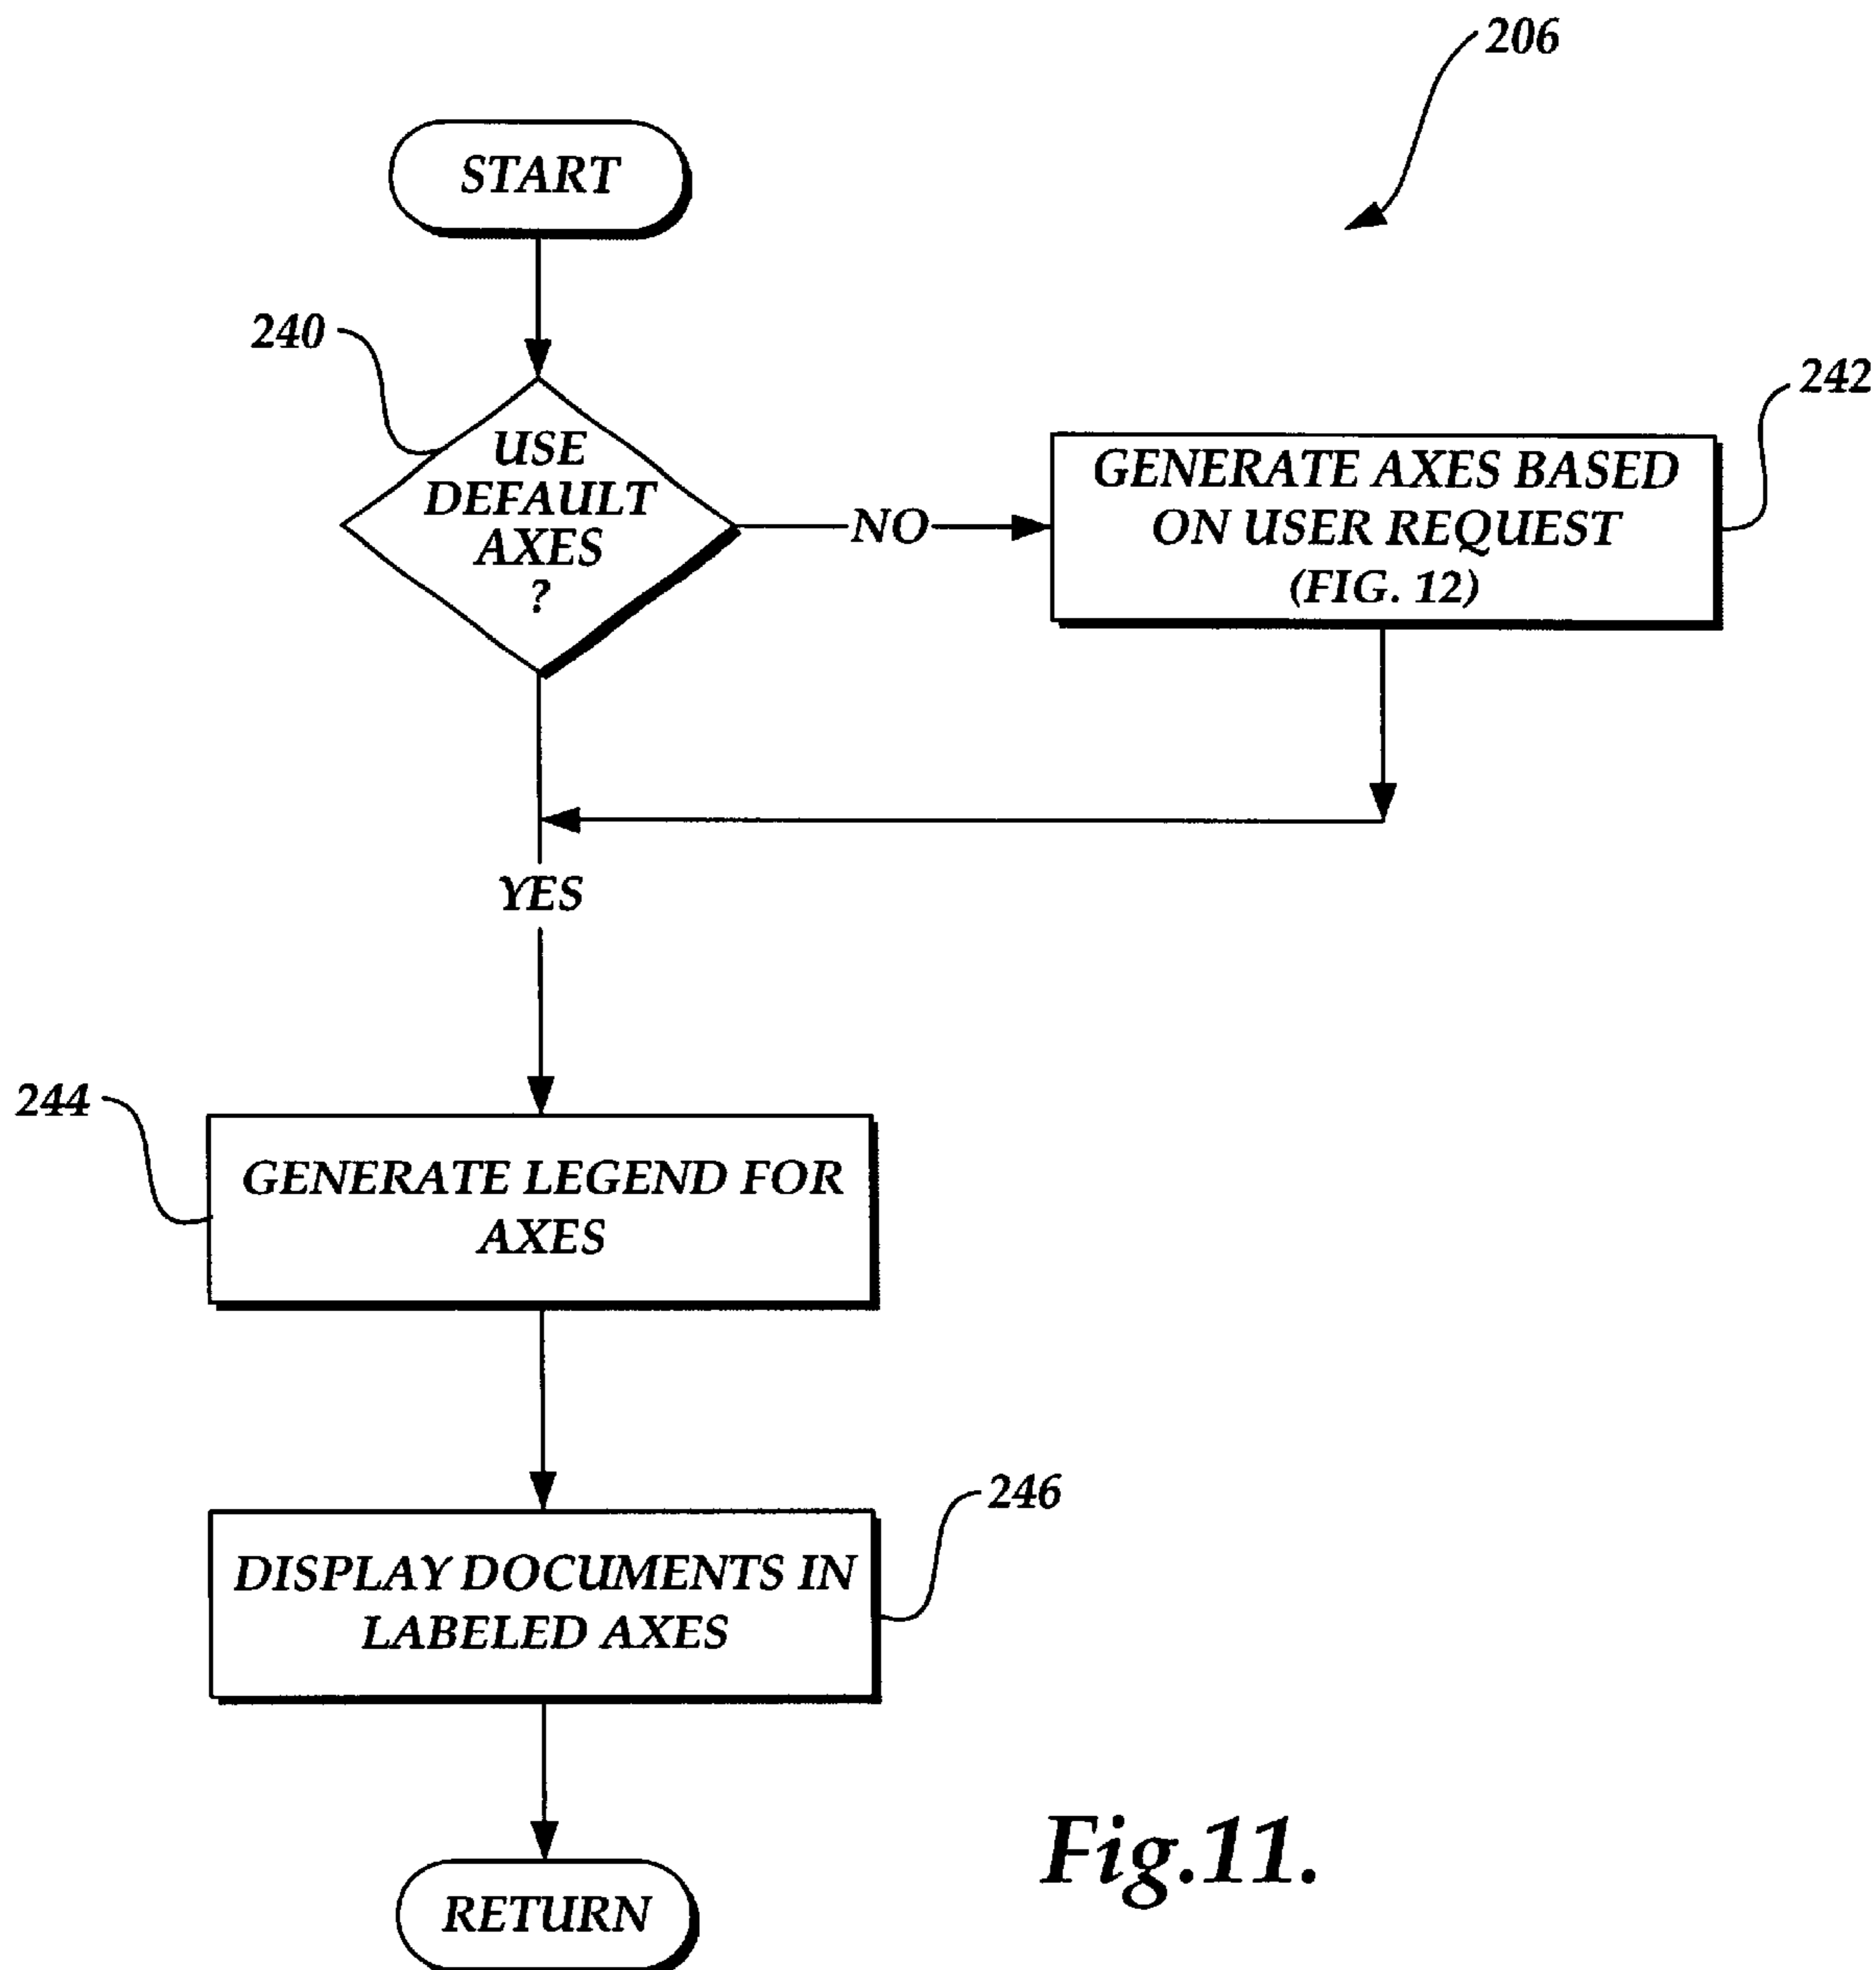 206
START
240
USE
DEFAULT
AXES
?
NO
242
GENERATE AXES BASED
ON USER REQUEST
(FIG. 12)
YES
244
GENERATE LEGEND FOR
AXES
246
DISPLAY DOCUMENTS IN
LABELED AXES
RETURN
Fig.11.